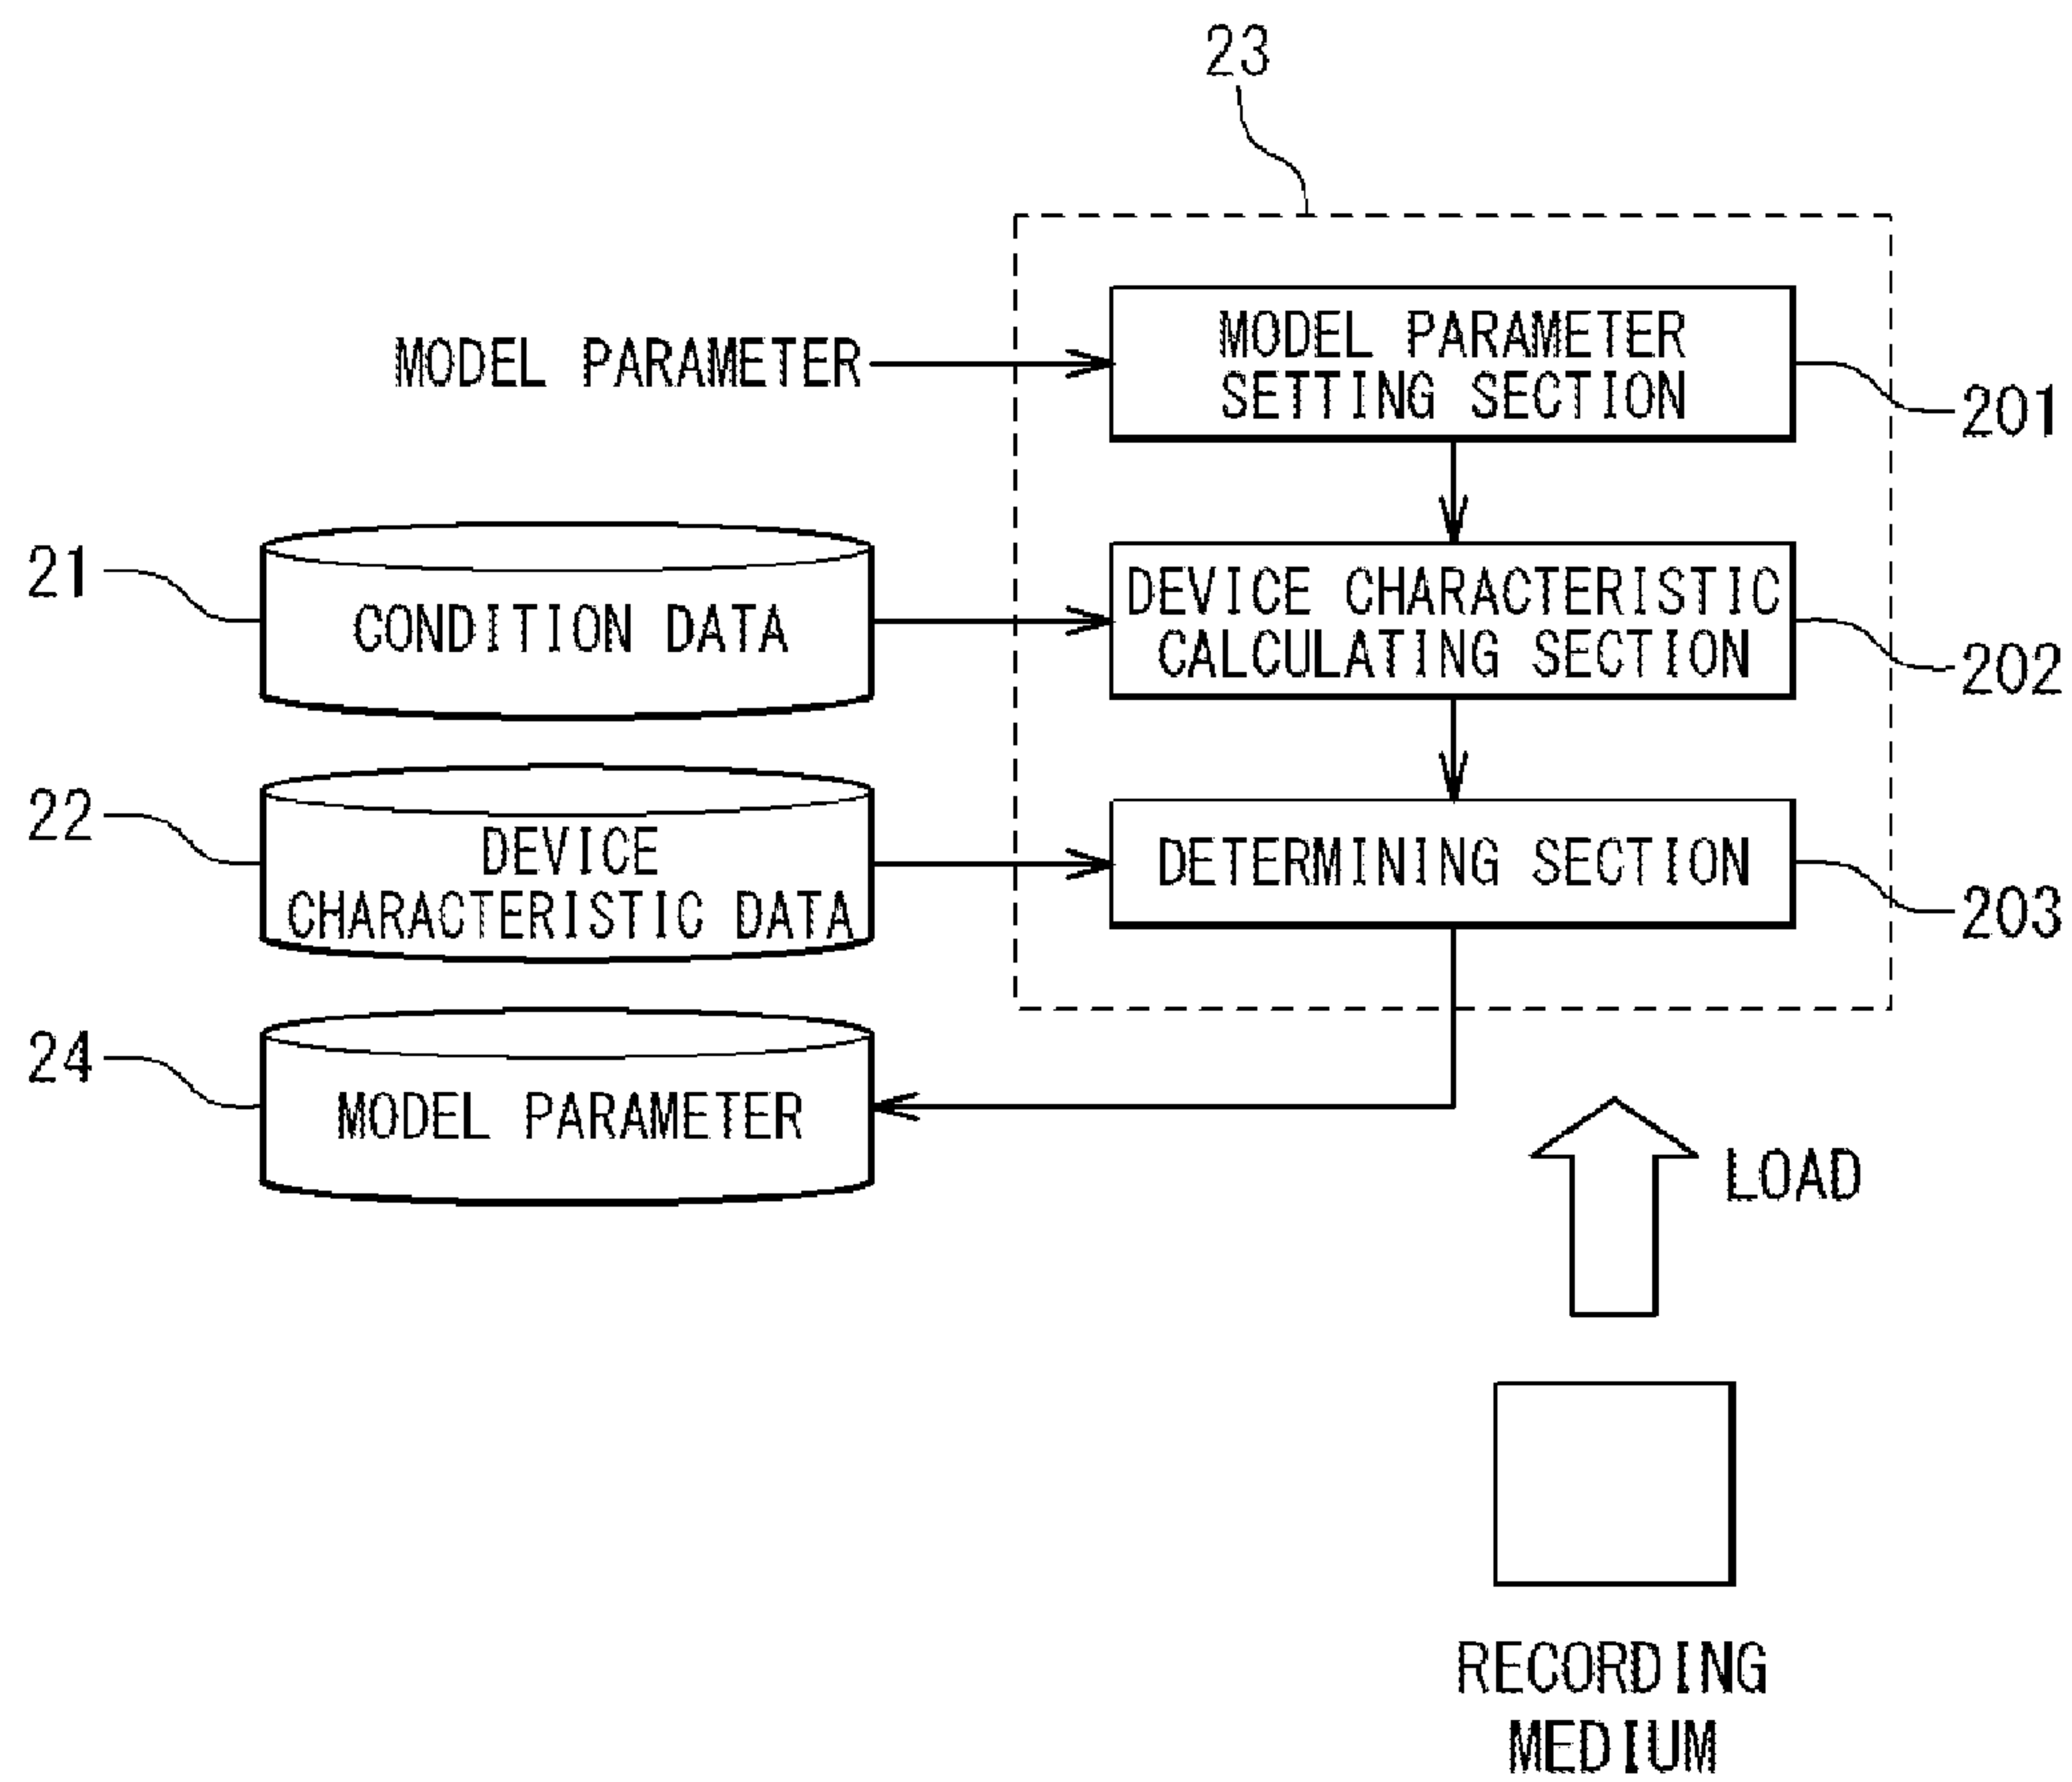 23
MODEL PARAMETER
MODEL PARAMETER
SETTING SECTION
201
21
CONDITION DATA
DEVICE CHARACTERISTIC
CALCULATING SECTION
202
22
DEVICE
CHARACTERISTIC DATA
DETERMINING SECTION
203
24
MODEL PARAMETER
LOAD
RECORDING
MEDIUM